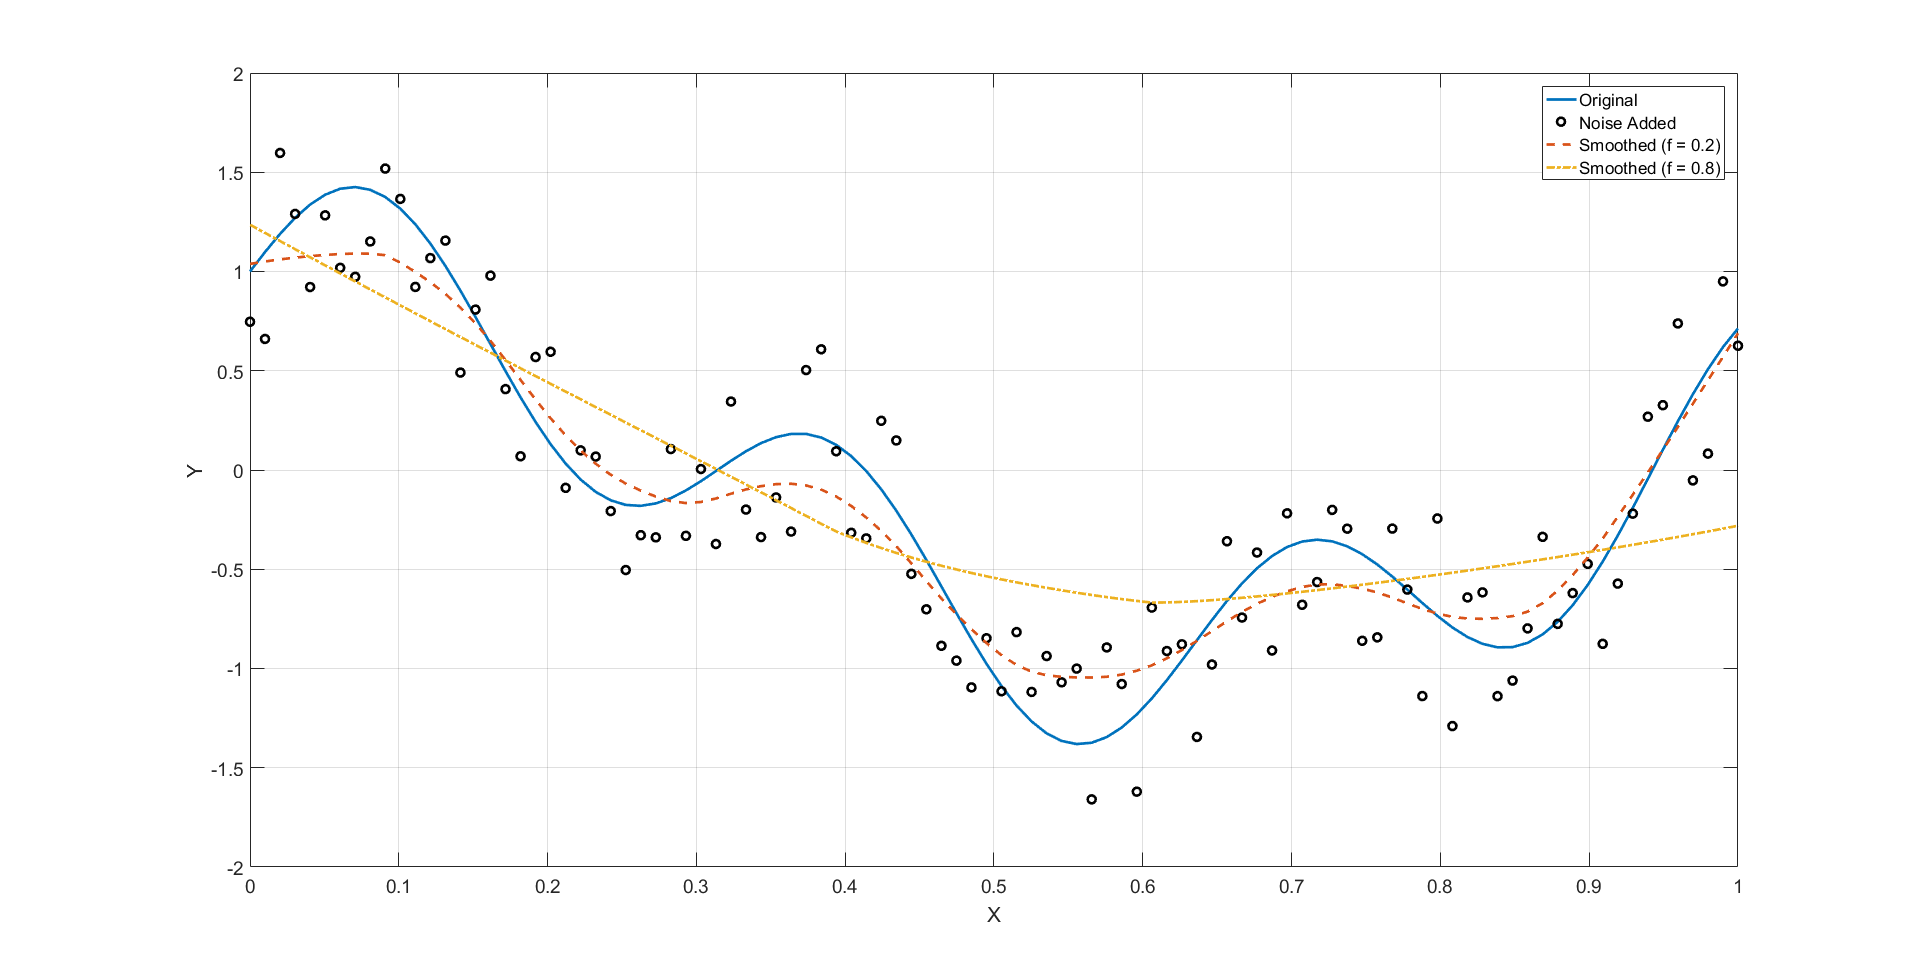 2
1.5
1
0.5
0
-0.5
-1
-1.5
-2
Y
0 0.1 0.2 0.3 0.4 0.5 0.6 0.7 0.8 0.9 1
X
Original
Noise Added
Smoothed (f = 0.2)
Smoothed (f = 0.8)